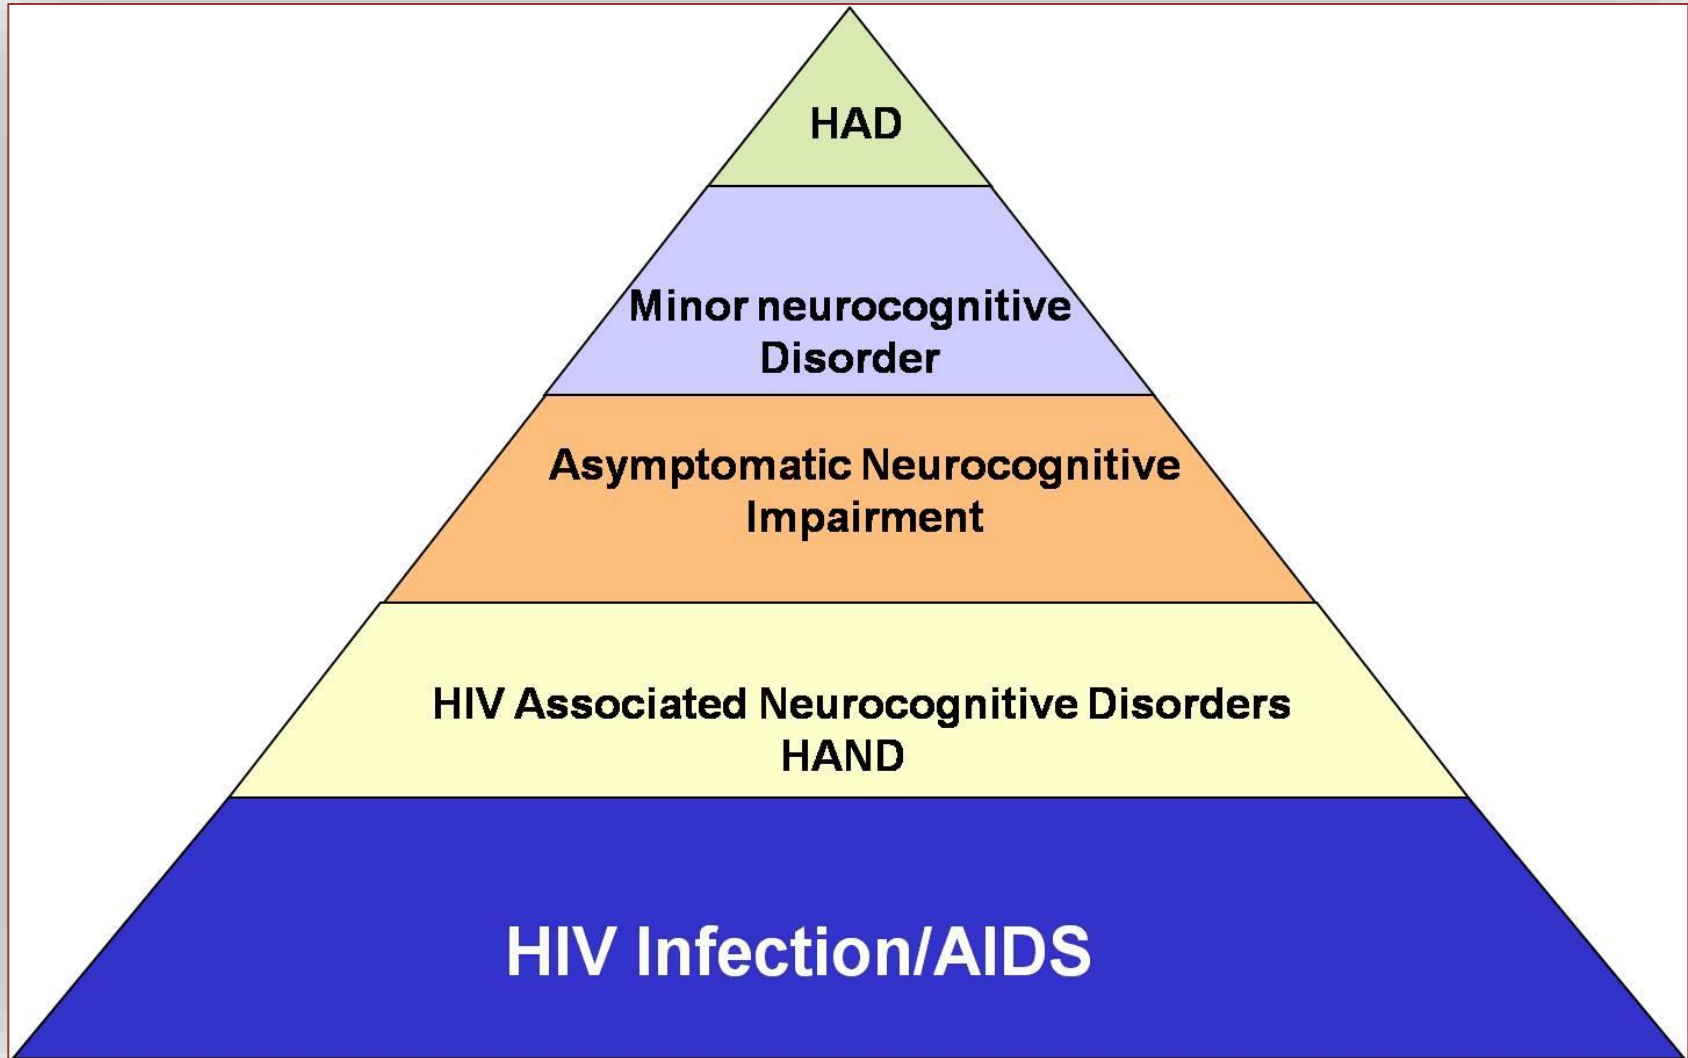 HAD
Minor neurocognitive
Disorder
Asymptomatic Neurocognitive
Impairment
HIV Associated Neurocognitive Disorders
HAND
HIV Infection/AIDS